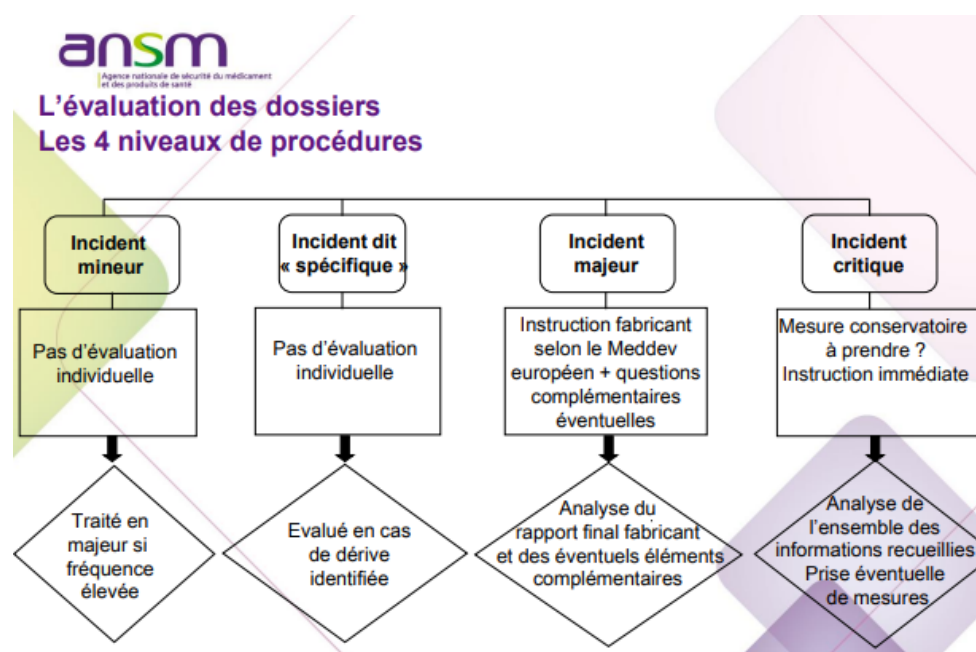 ansm
Agence nationale de sécurité du médicament
et des produits de santé
L'évaluation des dossiers
Les 4 niveaux de procédures
Incident
mineur
Pas d'évaluation
individuelle
Traité en
majeur si
fréquence
élevée
Incident dit
« spécifique »
Pas d'évaluation
individuelle
Evalué en cas
de dérive
identifiée
Incident
majeur
Instruction fabricant
selon le Meddev
européen + questions
complémentaires
éventuelles
Analyse du
rapport final fabricant
et des éventuels éléments
complémentaires
Incident
critique
Mesure conservatoire
à prendre ?
Instruction immédiate
Analyse de
l'ensemble des
informations recueillies
Prise éventuelle
de mesures